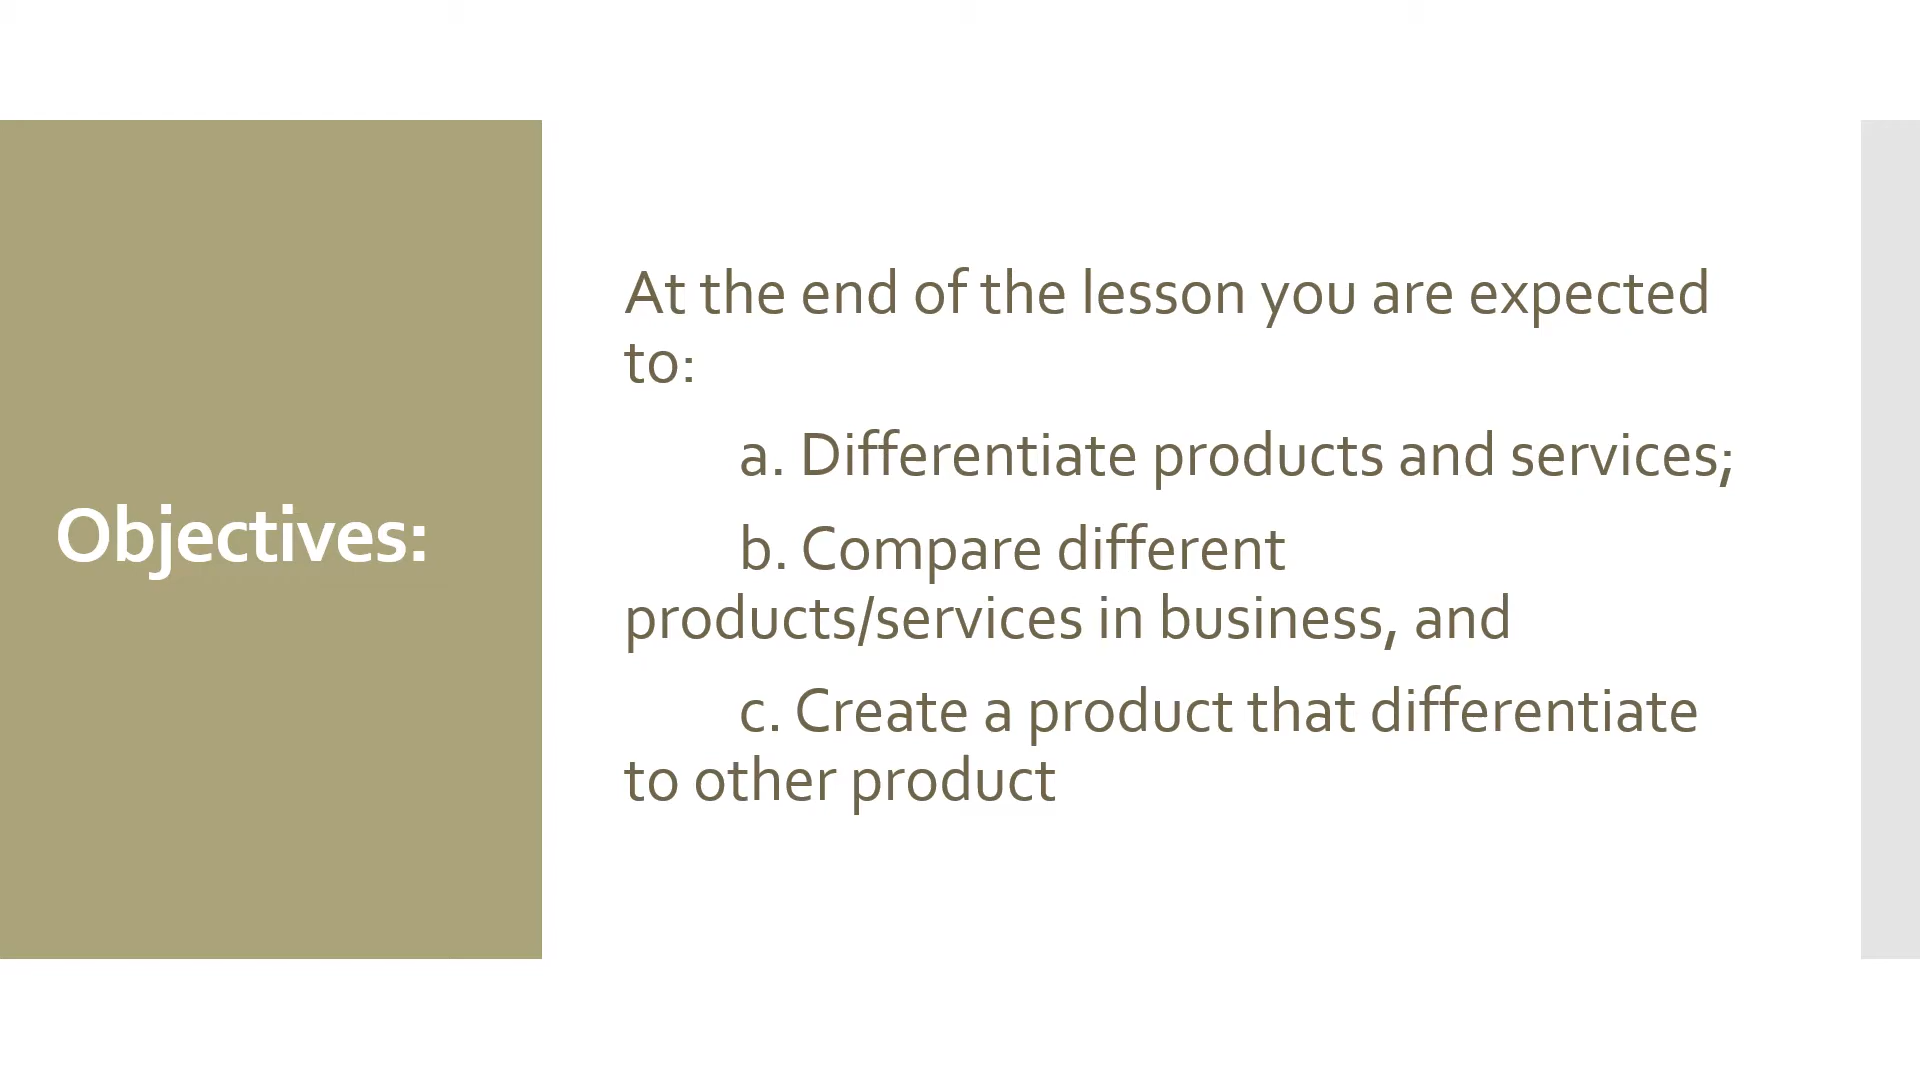 Objectives:
At the end of the lesson you are expected
to:
a. Differentiate products and services;
b. Compare different
products/services in business, and
c. Create a product that differentiate
to other product